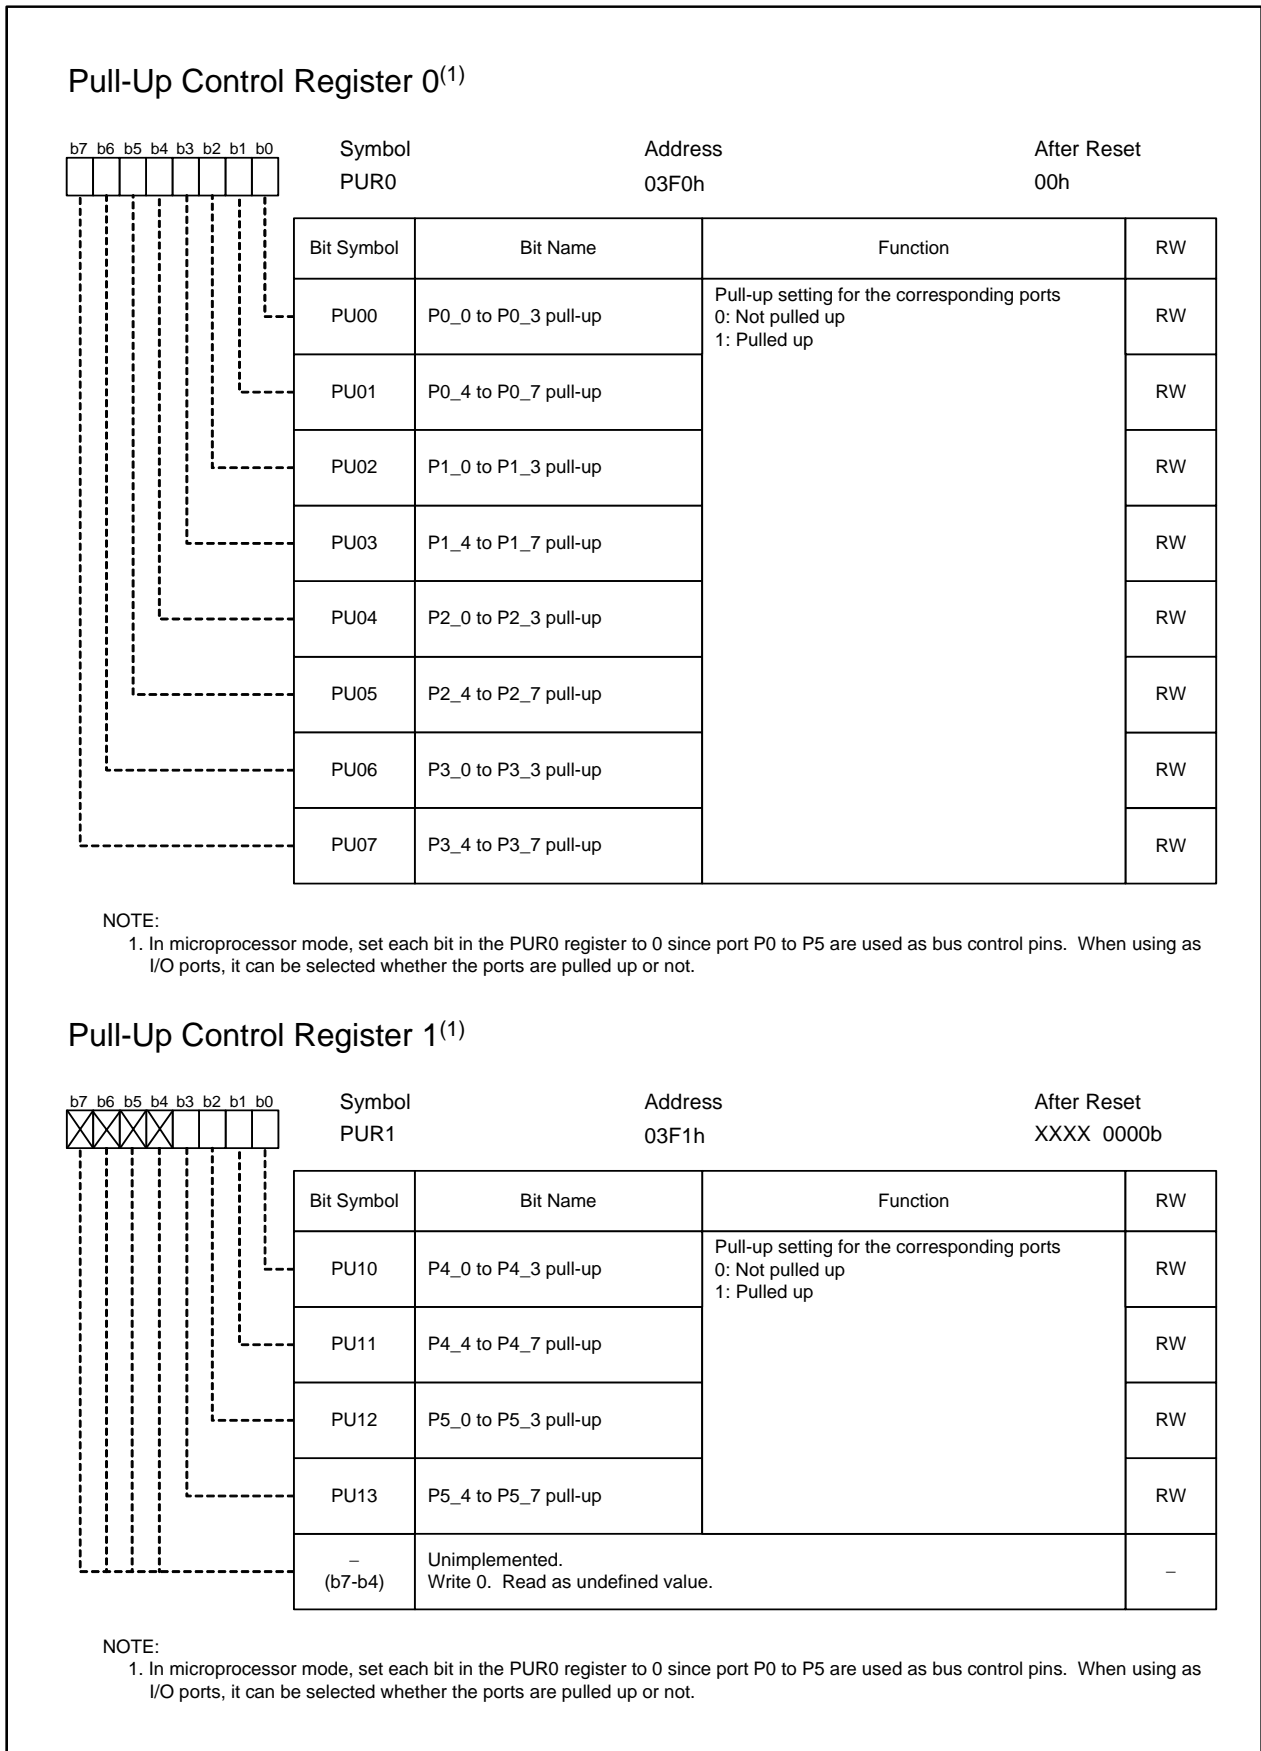 Pull-Up Control Register 0(1)
b7 b6 b5 b4 b3 b2 b1 b0
Symbol Address After Reset
PUR0 03F0h 00h
Bit Symbol Bit Name Function RW
PU00 P0_0 to P0_3 pull-up Pull-up setting for the corresponding ports RW
0: Not pulled up
1: Pulled up
PU01 P0_4 to P0_7 pull-up RW
PU02 P1_0 to P1_3 pull-up RW
PU03 P1_4 to P1_7 pull-up RW
PU04 P2_0 to P2_3 pull-up RW
PU05 P2_4 to P2_7 pull-up RW
PU06 P3_0 to P3_3 pull-up RW
PU07 P3_4 to P3_7 pull-up RW
NOTE:
1. In microprocessor mode, set each bit in the PUR0 register to 0 since port P0 to P5 are used as bus control pins. When using as
I/O ports, it can be selected whether the ports are pulled up or not.
Pull-Up Control Register 1(1)
b7 b6 b5 b4 b3 b2 b1 b0
Symbol Address After Reset
PUR1 03F1h XXXX 0000b
Bit Symbol Bit Name Function RW
PU10 P4_0 to P4_3 pull-up Pull-up setting for the corresponding ports RW
0: Not pulled up
1: Pulled up
PU11 P4_4 to P4_7 pull-up RW
PU12 P5_0 to P5_3 pull-up RW
PU13 P5_4 to P5_7 pull-up RW
– Unimplemented. –
(b7-b4) Write 0. Read as undefined value.
NOTE:
1. In microprocessor mode, set each bit in the PUR0 register to 0 since port P0 to P5 are used as bus control pins. When using as
I/O ports, it can be selected whether the ports are pulled up or not.